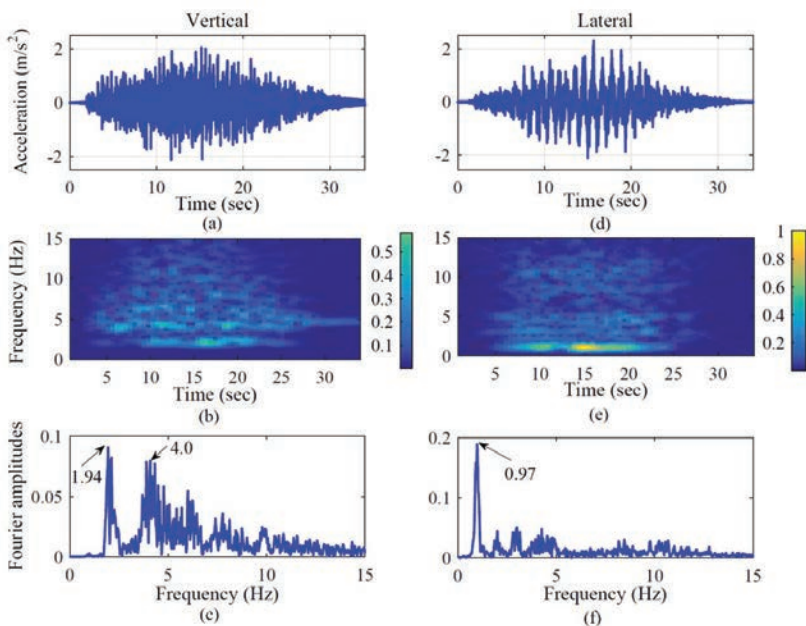 Vertical
Acceleration (m/s²)
2
0
-2
0 10 20 30
Time (sec)
(a)
Lateral
2
0
-2
0 10 20 30
Time (sec)
(d)
Frequency (Hz)
15
10
5
0
5 10 15 20 25 30
Time (sec)
(b)
0.5
0.4
0.3
0.2
0.1
15
10
5
0
5 10 15 20 25 30
Time (sec)
(e)
1
0.8
0.6
0.4
0.2
Fourier amplitudes
0.1
0.05
0
1.94
4.0
0 5 10 15
Frequency (Hz)
(c)
0.2
0.1
0
0.97
0 5 10 15
Frequency (Hz)
(f)